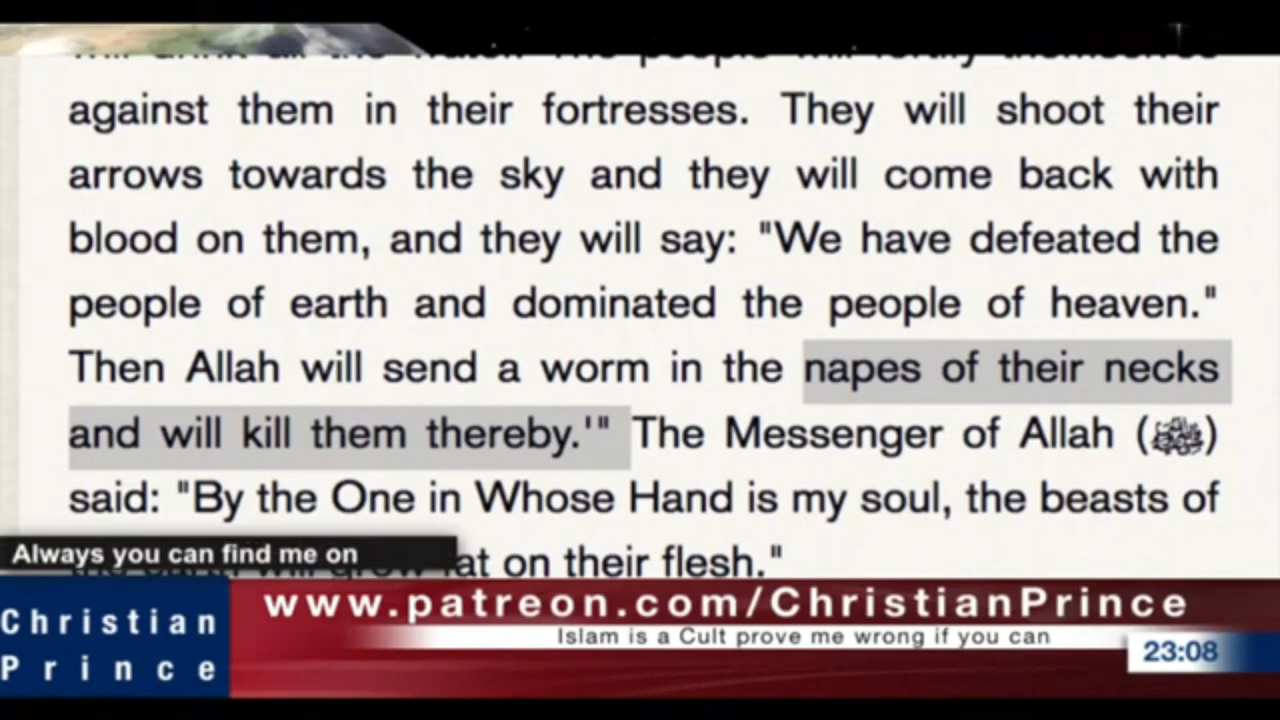 against them in their fortresses. They will shoot their
arrows towards the sky and they will come back with
blood on them, and they will say: "We have defeated the
people of earth and dominated the people of heaven."
Then Allah will send a worm in the napes of their necks
and will kill them thereby.'" The Messenger of Allah (ﷺ)
said: "By the One in Whose Hand is my soul, the beasts of
on their flesh."
Always you can find me on
www.patreon.com/ChristianPrince
Islam is a Cult prove me wrong if you can
Christian
Prince
23:08